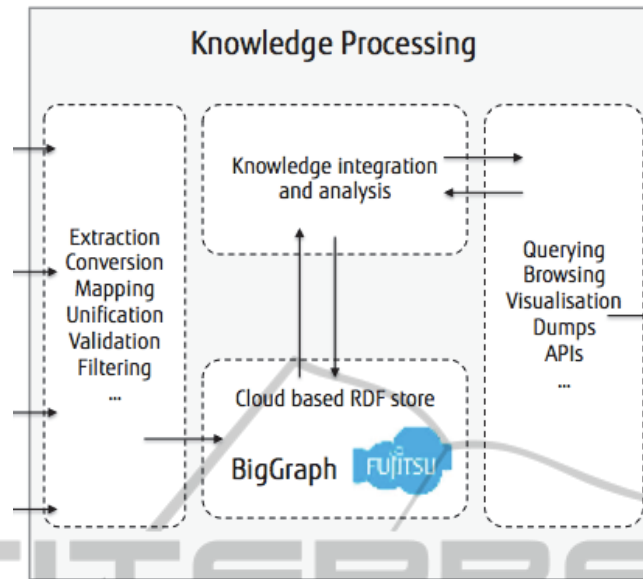 Knowledge Processing
Extraction
Conversion
Mapping
Unification
Validation
Filtering
...
Knowledge integration
and analysis
Cloud based RDF store
BigGraph
FUJITSU
Querying
Browsing
Visualisation
Dumps
APIs
...